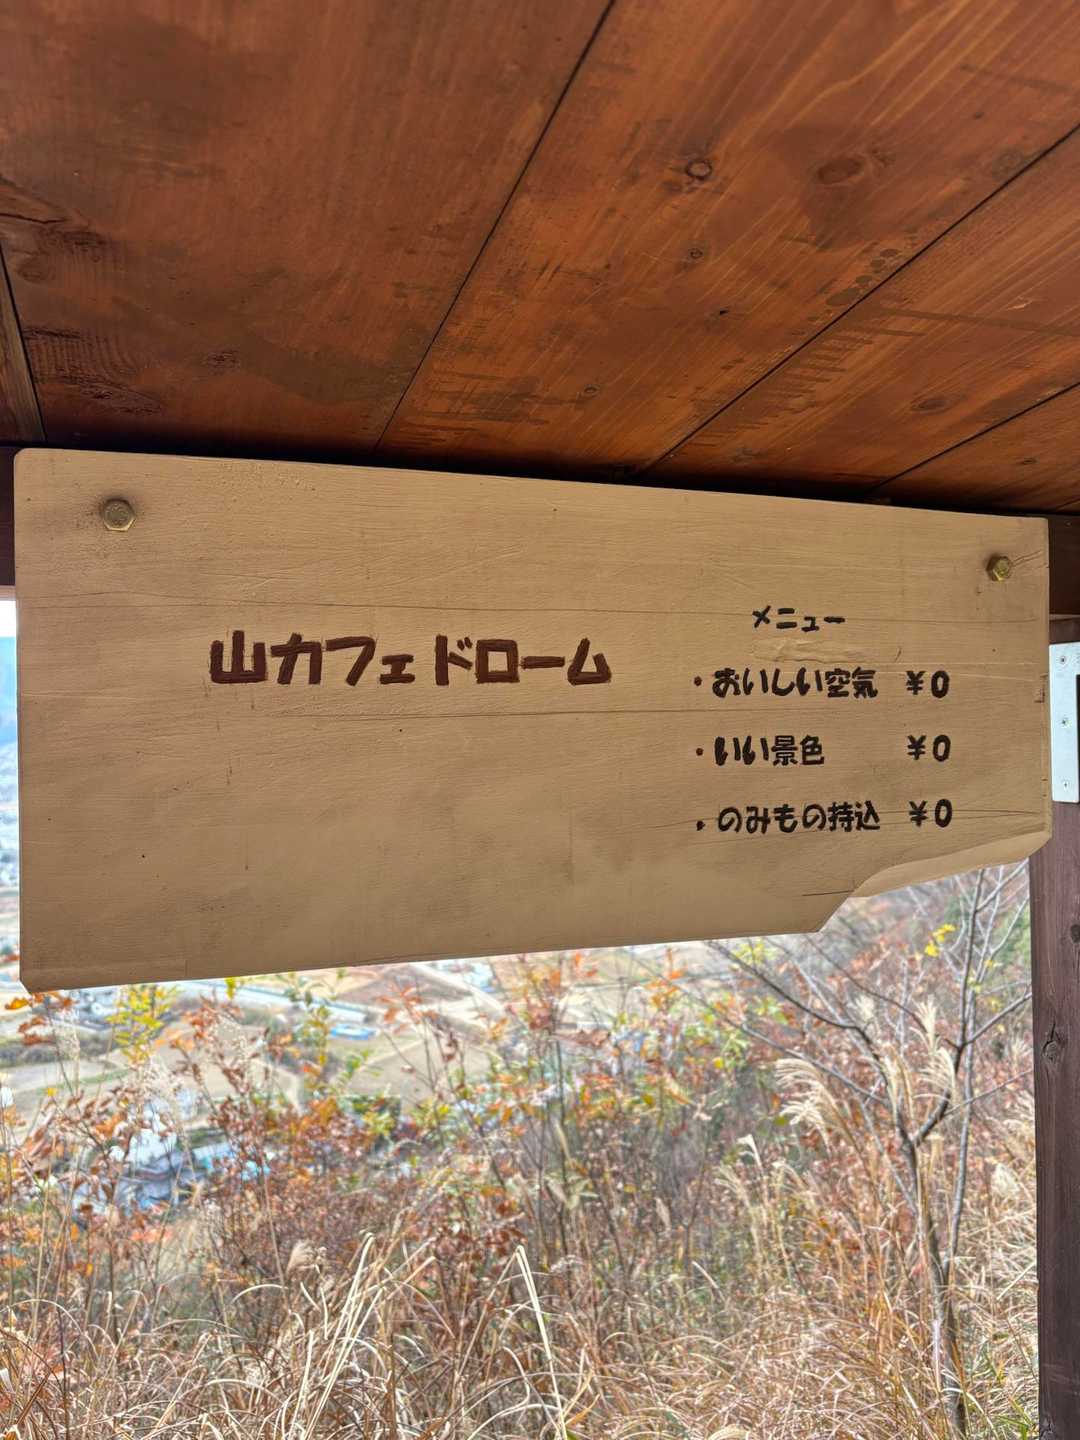 山カフェドローム
メニュー
・おいしい空気 ¥0
・いい景色 ¥0
・のみもの持込 ¥0